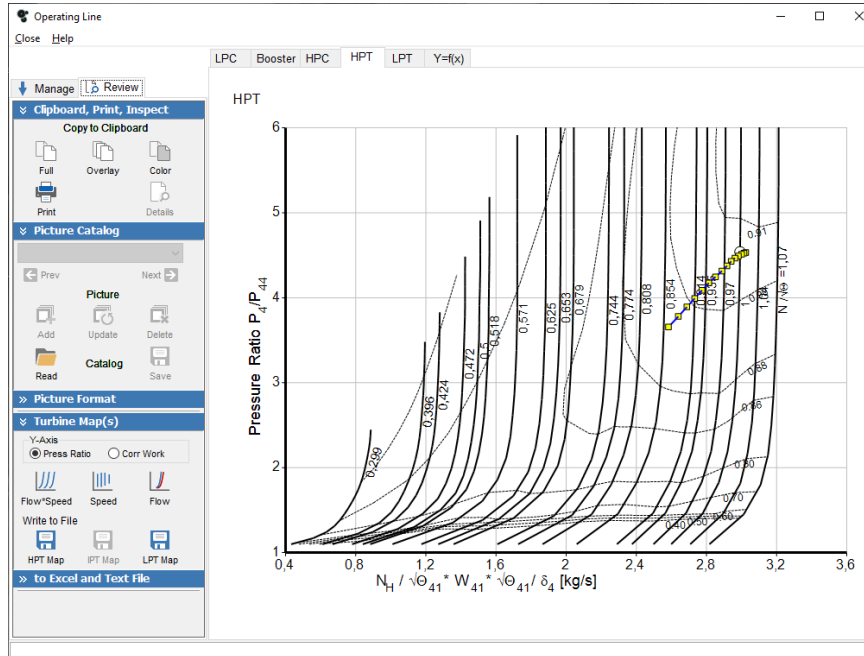 Operating Line
Close Help
LPC Booster HPC HPT LPT Y=f(x)
Manage Review
Clipboard, Print, Inspect
Copy to Clipboard
Full Overlay Color
Print Details
Picture Catalog
Prev Next
Picture
Add Update Delete
Read Catalog Save
Picture Format
Turbine Map(s)
Y-Axis
Press Ratio Corr Work
Flow*Speed Speed Flow
Write to File
HPT Map IPT Map LPT Map
to Excel and Text File
HPT
Pressure Ratio P4/P44
6
5
4
3
2
1
0,4 0,8 1,2 1,6 2 2,4 2,8 3,2 3,6
N_H / √Θ41 * W41 * √Θ41 / δ4 [kg/s]
0,299
0,396
0,424
0,472
0,5
0,518
0,571
0,625
0,653
0,679
0,744
0,774
0,808
0,854
0,97
N /√Θ =1,07
0.91
0.88
0.86
0.80
0.70
0.60
0.50
0.40